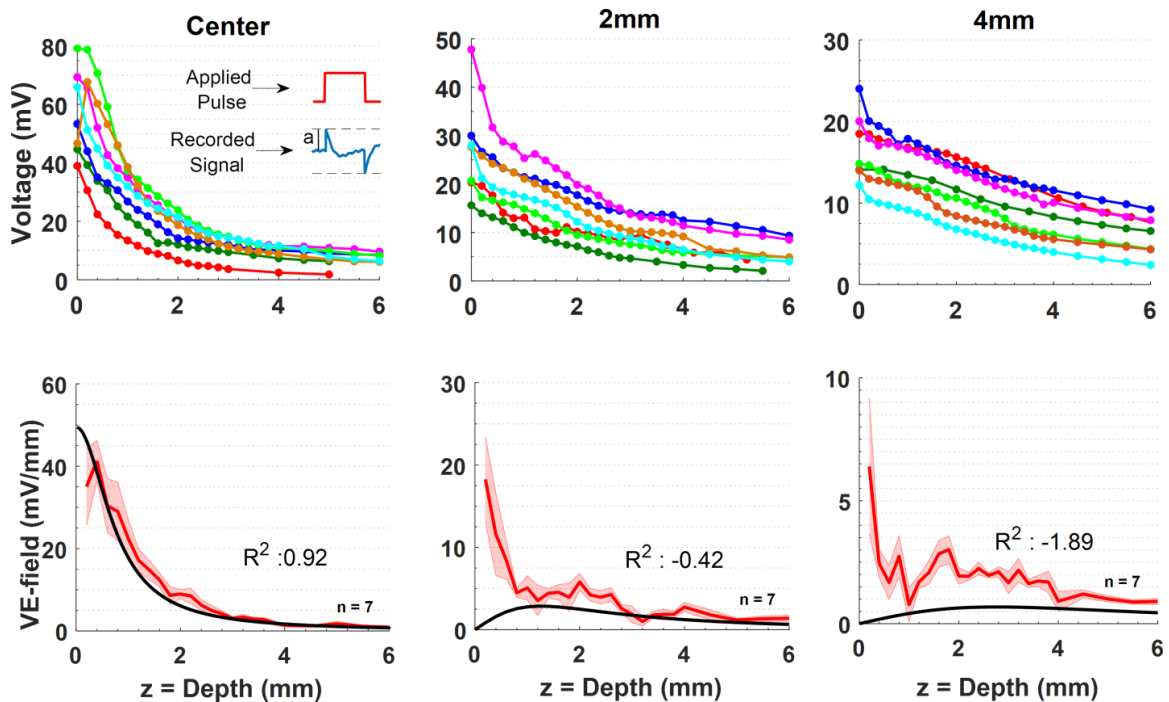 Center
2mm
4mm
Voltage (mV)
80
60
40
20
0
0
2
4
6
Applied
Pulse
Recorded
Signal
a
50
40
30
20
10
0
0
2
4
6
30
20
10
0
0
2
4
6
VE-field (mV/mm)
60
40
20
0
0
2
4
6
R² :0.92
n = 7
z = Depth (mm)
30
25
15
5
0
0
2
4
6
R² : -0.42
n = 7
z = Depth (mm)
10
5
0
0
2
4
6
R² : -1.89
n = 7
z = Depth (mm)